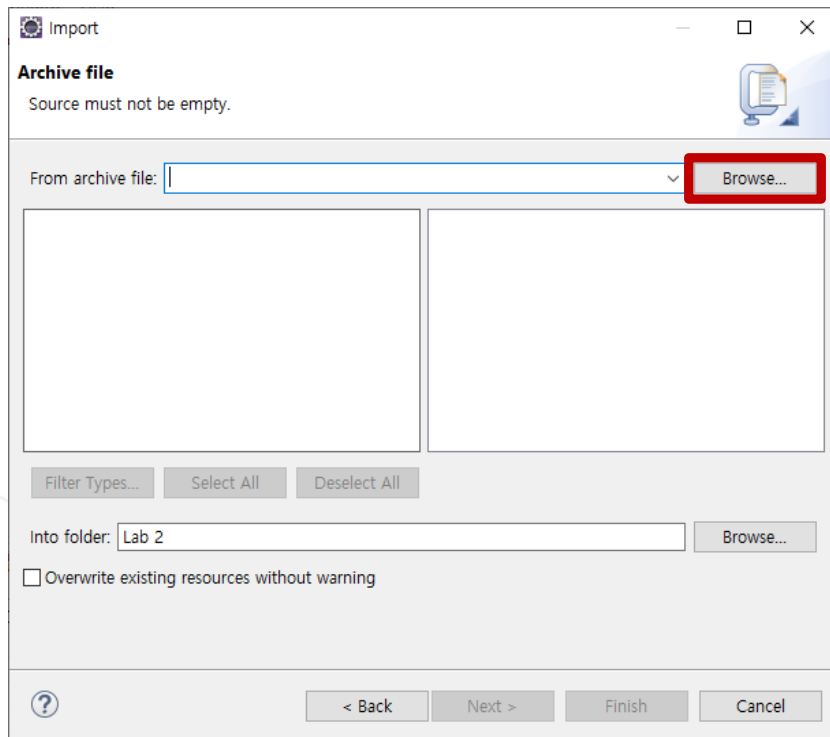 Import
Archive file
Source must not be empty.
From archive file:
Browse...
Filter Types...
Select All
Deselect All
Into folder:
Lab 2
Browse...
Overwrite existing resources without warning
?
< Back
Next >
Finish
Cancel